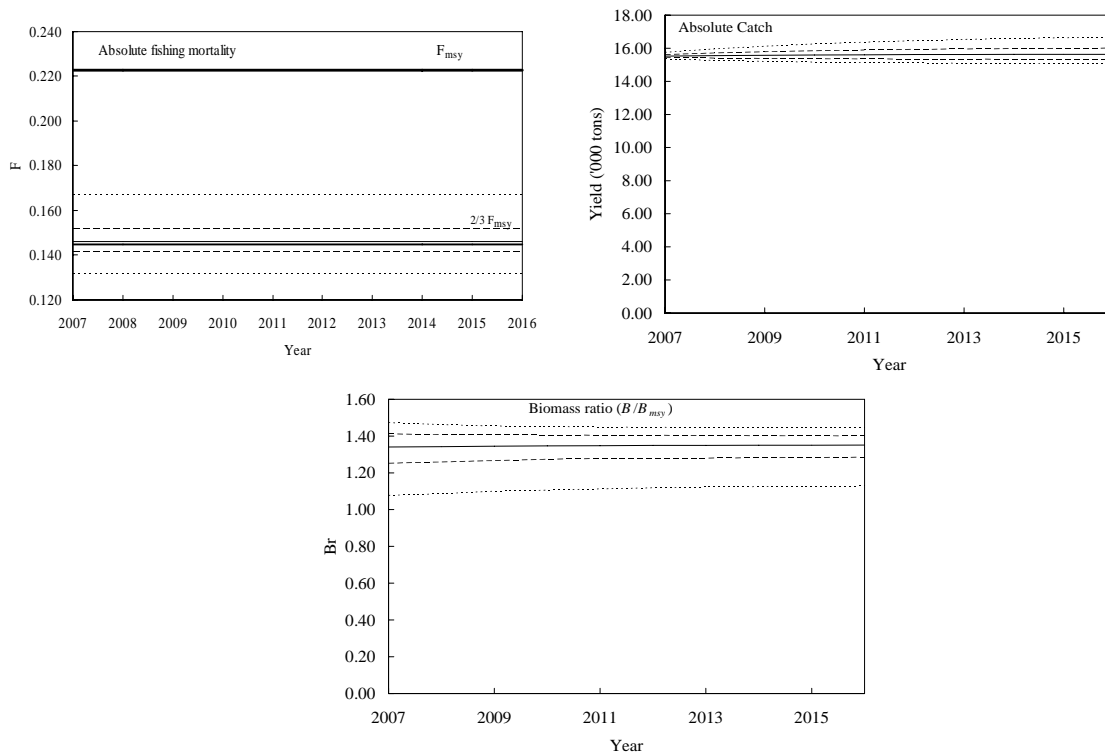 Absolute fishing mortality
Fmsy
2/3 Fmsy
0.240
0.220
0.200
0.180
0.160
0.140
0.120
F
2007 2008 2009 2010 2011 2012 2013 2014 2015 2016
Year
Absolute Catch
18.00
16.00
14.00
12.00
10.00
8.00
6.00
4.00
2.00
0.00
Yield ('000 tons)
2007 2009 2011 2013 2015
Year
Biomass ratio (B/Bmsy)
1.60
1.40
1.20
1.00
0.80
0.60
0.40
0.20
0.00
Br
2007 2009 2011 2013 2015
Year